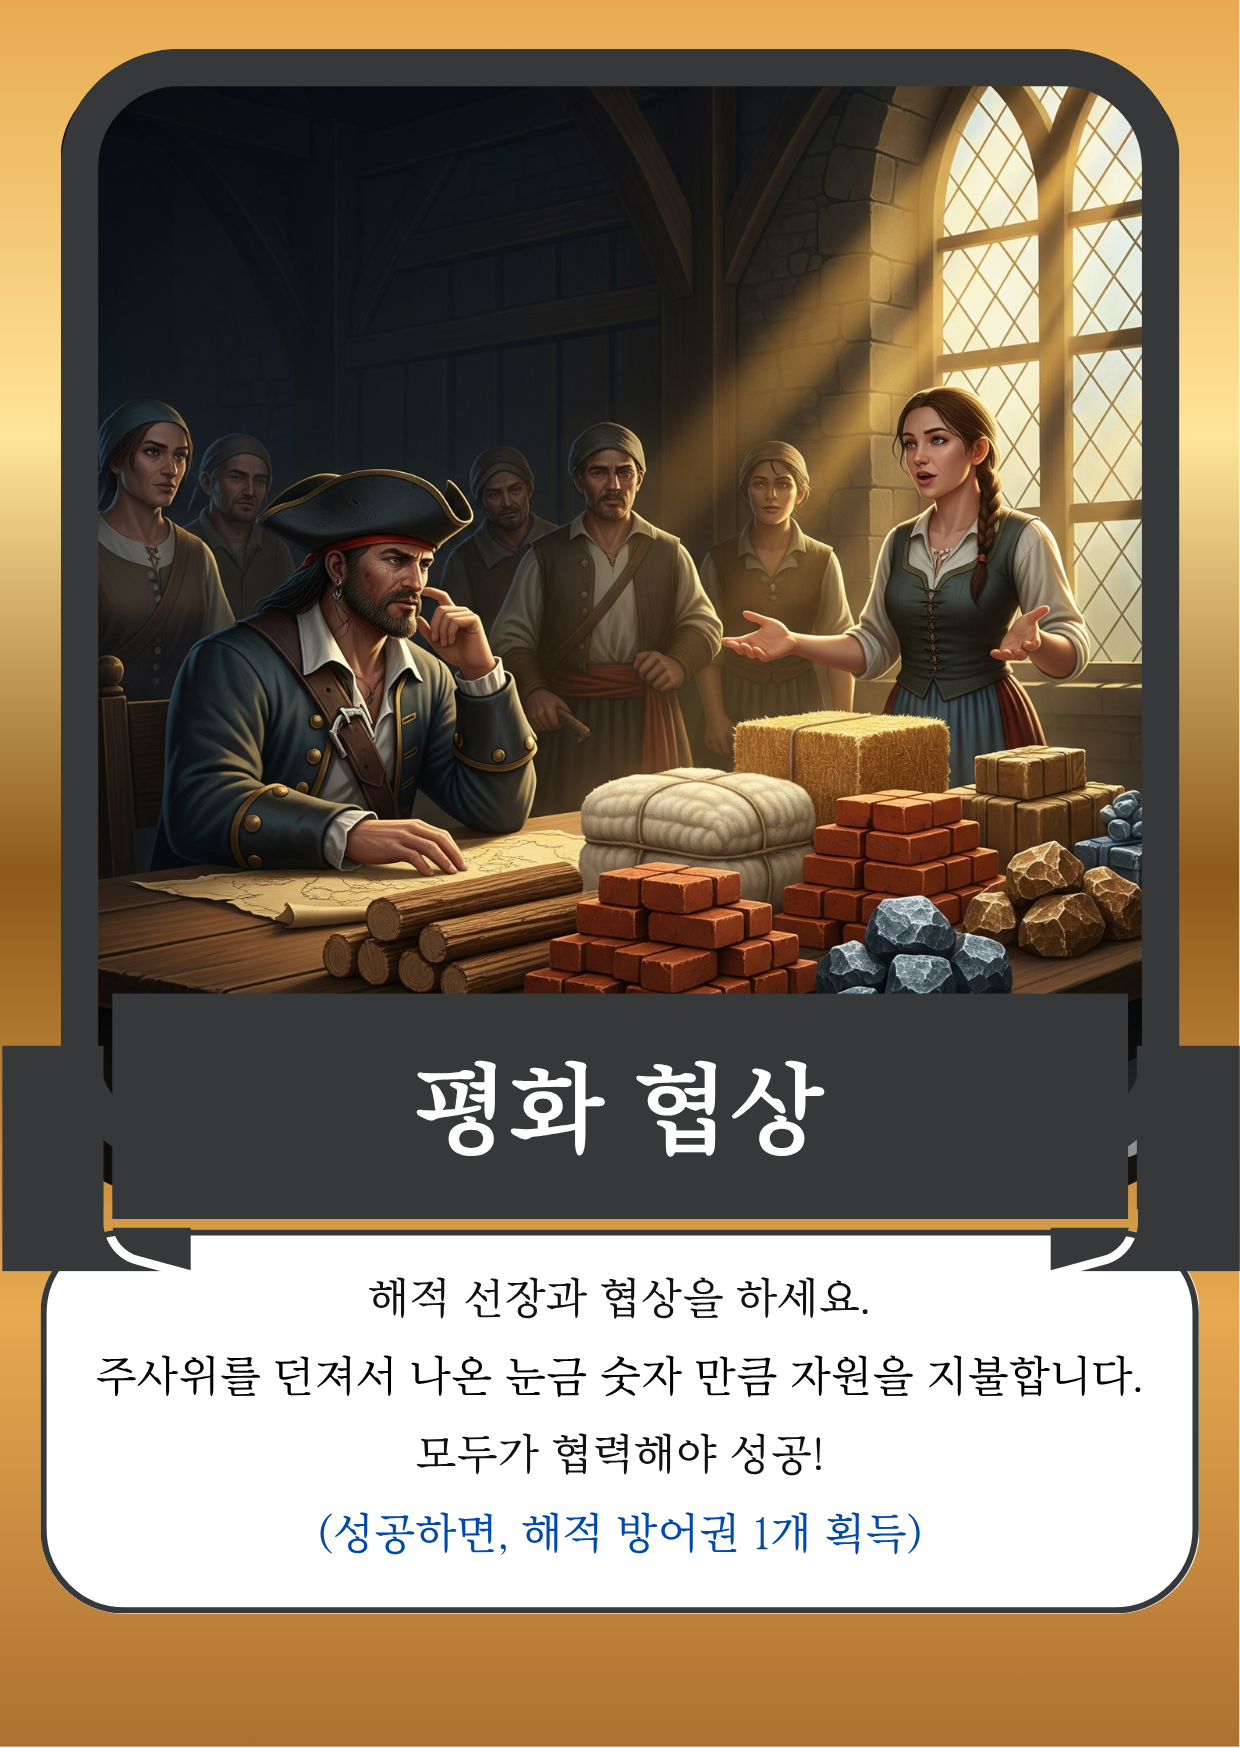 평화 협상
해적 선장과 협상을 하세요.
주사위를 던져서 나온 눈금 숫자 만큼 자원을 지불합니다.
모두가 협력해야 성공!
(성공하면, 해적 방어권 1개 획득)